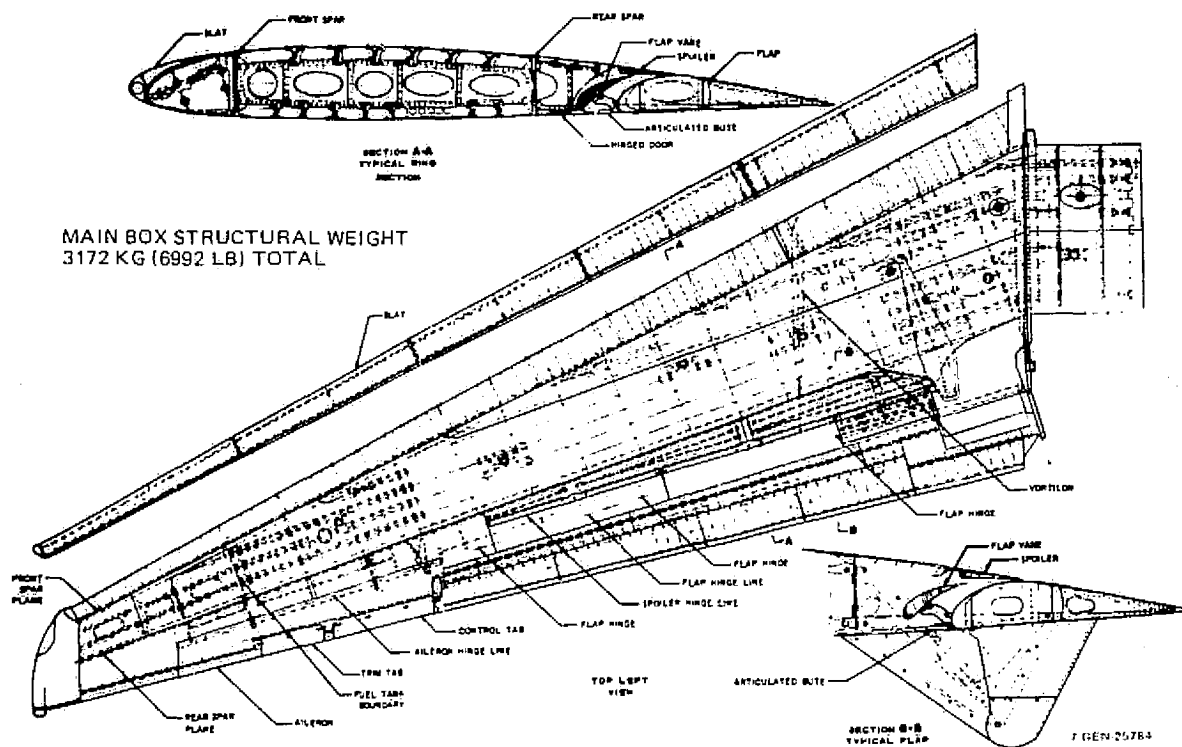 SLAT
FRONT SPAR
REAR SPAR
FLAP VANE
SPOILER
FLAP
ARTICULATED BUTE
HINGED DOOR
SECTION A-A
TYPICAL RING
SECTION
MAIN BOX STRUCTURAL WEIGHT
3172 KG (6992 LB) TOTAL
SLAT
A
B
VORTILON
FLAP HINGE
B
A
FLAP HINGE
FLAP HINGE LINE
SPOILER HINGE LINE
FLAP HINGE
CONTROL TAB
AILERON HINGE LINE
TRIM TAB
FUEL TANK
BOUNDARY
AILERON
FRONT
SPAR
PLANE
REAR SPAR
PLANE
TOP LEFT
VIEW
FLAP VANE
SPOILER
ARTICULATED BUTE
SECTION B-B
TYPICAL FLAP
7 GEN-25784